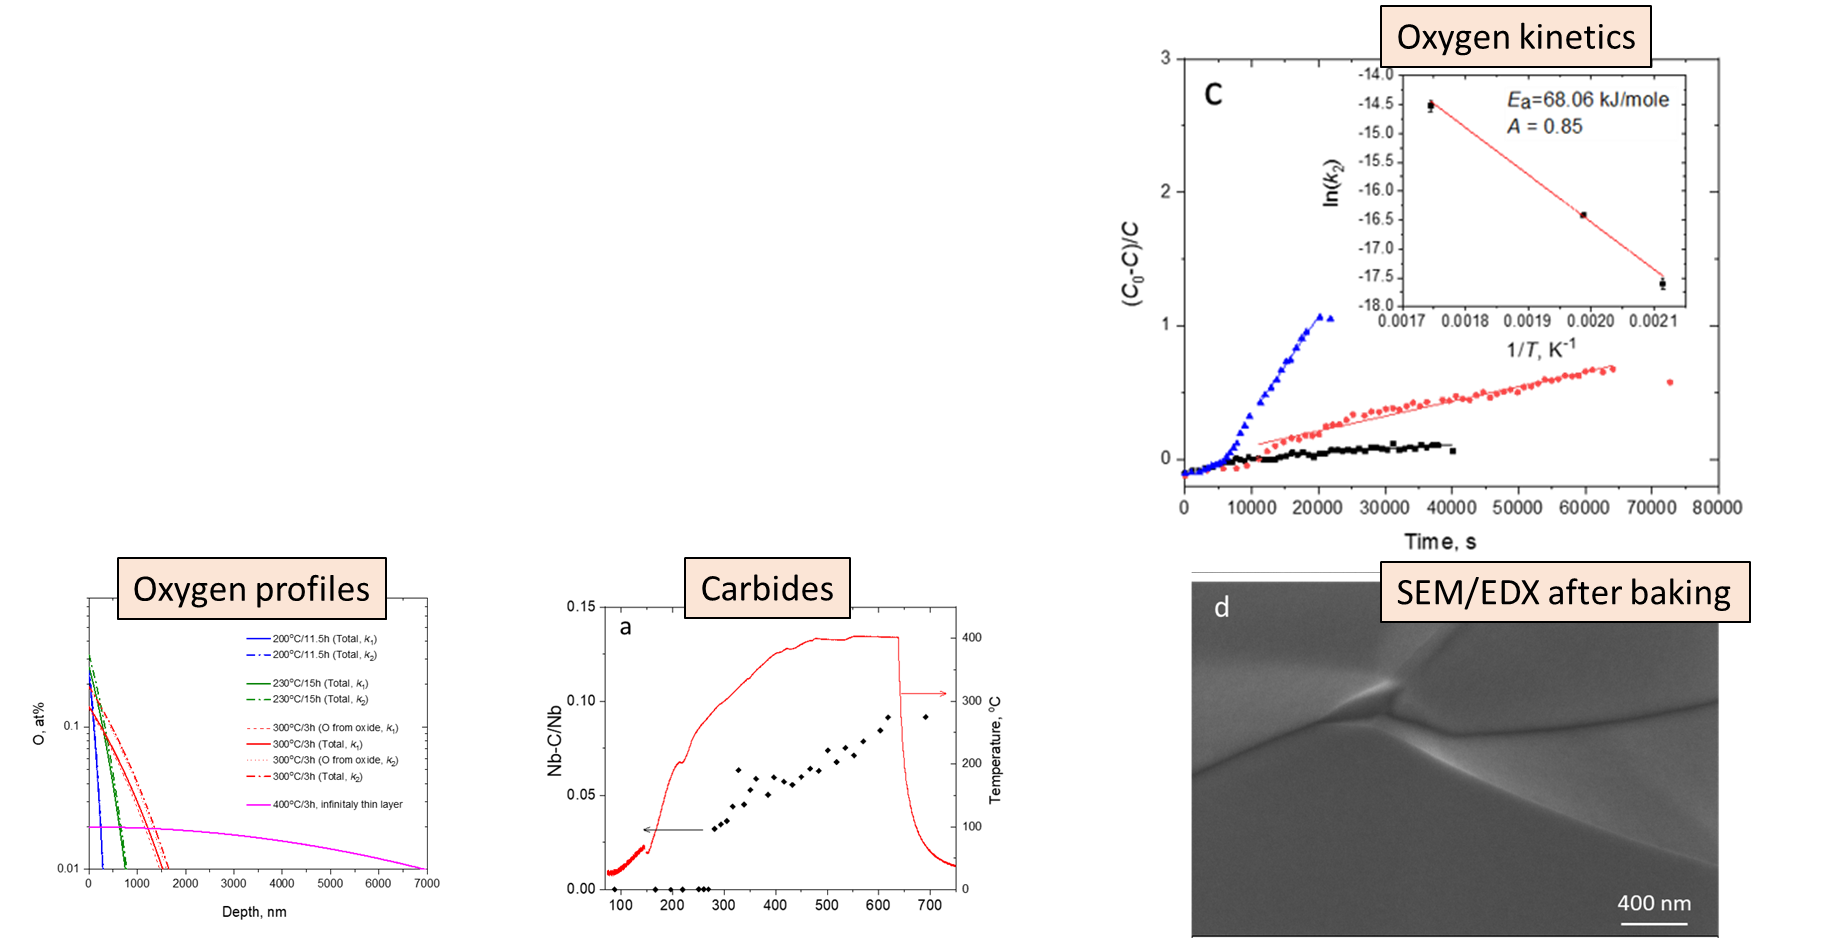 Oxygen kinetics
c
3
2
1
0
(C₀-C)/C
0 10000 20000 30000 40000 50000 60000 70000 80000
Time, s
Ea=68.06 kJ/mole
A = 0.85
-14.0
-14.5
-15.0
-15.5
-16.0
-16.5
-17.0
-17.5
-18.0
ln(k₂)
0.0017 0.0018 0.0019 0.0020 0.0021
1/T, K⁻¹
Oxygen profiles
200°C/11.5h (Total, k₁)
200°C/11.5h (Total, k₂)
230°C/15h (Total, k₁)
230°C/15h (Total, k₂)
300°C/3h (O from oxide, k₁)
300°C/3h (Total, k₁)
300°C/3h (O from oxide, k₂)
300°C/3h (Total, k₂)
400°C/3h, infinitaly thin layer
O, at%
0.1
0.01
0 1000 2000 3000 4000 5000 6000 7000
Depth, nm
Carbides
a
0.15
0.10
0.05
0.00
Nb-C/Nb
400
300
200
100
0
Temperature, °C
100 200 300 400 500 600 700
SEM/EDX after baking
d
400 nm